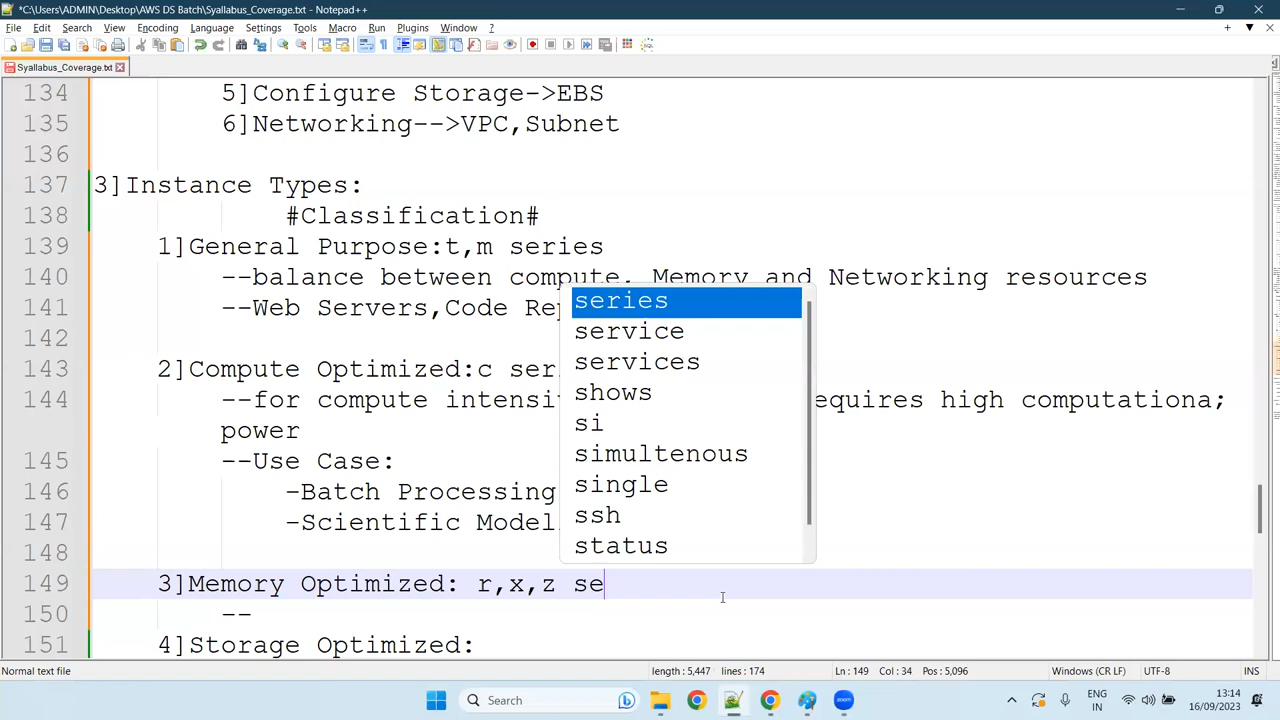 *C:\Users\ADMIN\Desktop\AWS DS Batch\Syallabus_Coverage.txt - Notepad++
File Edit Search View Encoding Language Settings Tools Macro Run Plugins Window ?
Syallabus_Coverage.txt
134 5]Configure Storage->EBS
135 6]Networking-->VPC,Subnet
136
137 3]Instance Types:
138 #Classification#
139 1]General Purpose:t,m series
140 --balance between compute, Memory and Networking resources
141 --Web Servers,Code Rep
142
143 2]Compute Optimized:c ser
144 --for compute intensiv equires high computationa;
power
145 --Use Case:
146 -Batch Processing
147 -Scientific Model
148
149 3]Memory Optimized: r,x,z se
150 --
151 4]Storage Optimized:
series
service
services
shows
si
simultenous
single
ssh
status
Normal text file length : 5,447 lines : 174 Ln : 149 Col : 34 Pos : 5,096 Windows (CR LF) UTF-8 INS
Search
ENG
IN
13:14
16/09/2023